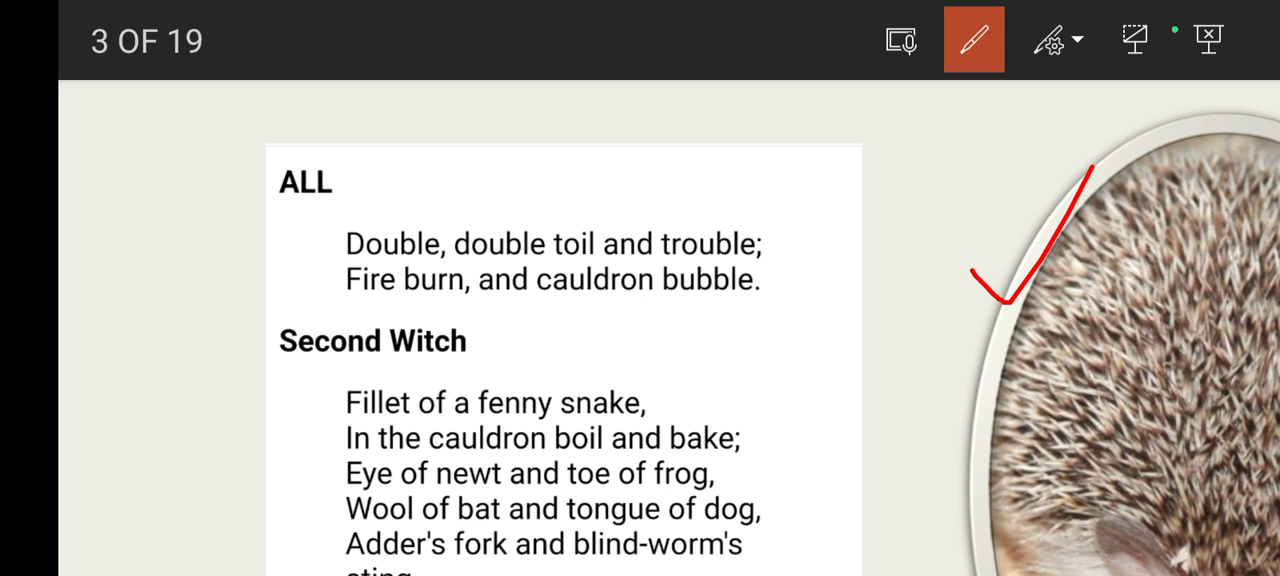 3 OF 19
ALL
Double, double toil and trouble;
Fire burn, and cauldron bubble.
Second Witch
Fillet of a fenny snake,
In the cauldron boil and bake;
Eye of newt and toe of frog,
Wool of bat and tongue of dog,
Adder's fork and blind-worm's